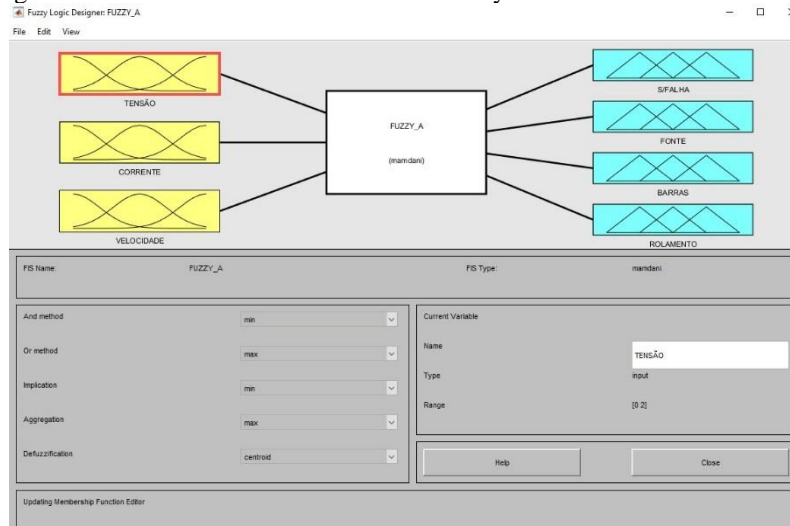 Fuzzy Logic Designer: FUZZY_A
File Edit View
TENSÃO
CORRENTE
VELOCIDADE
FUZZY_A
(mamdani)
S/FALHA
FONTE
BARRAS
ROLAMENTO
FIS Name: FUZZY_A FIS Type: mamdani
And method min
Or method max
Implication min
Aggregation max
Defuzzification centroid
Current Variable
Name TENSÃO
Type input
Range [0 2]
Help Close
Updating Membership Function Editor